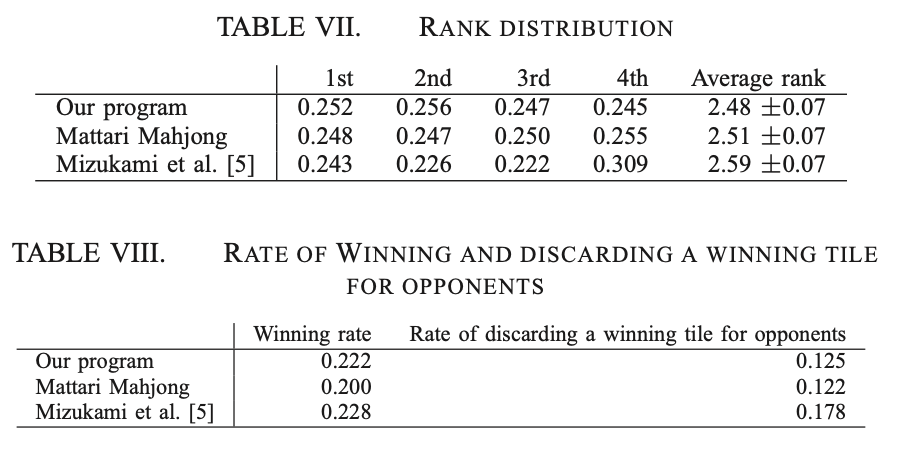 TABLE VII. RANK DISTRIBUTION
1st 2nd 3rd 4th Average rank
Our program 0.252 0.256 0.247 0.245 2.48 ±0.07
Mattari Mahjong 0.248 0.247 0.250 0.255 2.51 ±0.07
Mizukami et al. [5] 0.243 0.226 0.222 0.309 2.59 ±0.07
TABLE VIII. RATE OF WINNING AND DISCARDING A WINNING TILE
FOR OPPONENTS
Winning rate Rate of discarding a winning tile for opponents
Our program 0.222 0.125
Mattari Mahjong 0.200 0.122
Mizukami et al. [5] 0.228 0.178